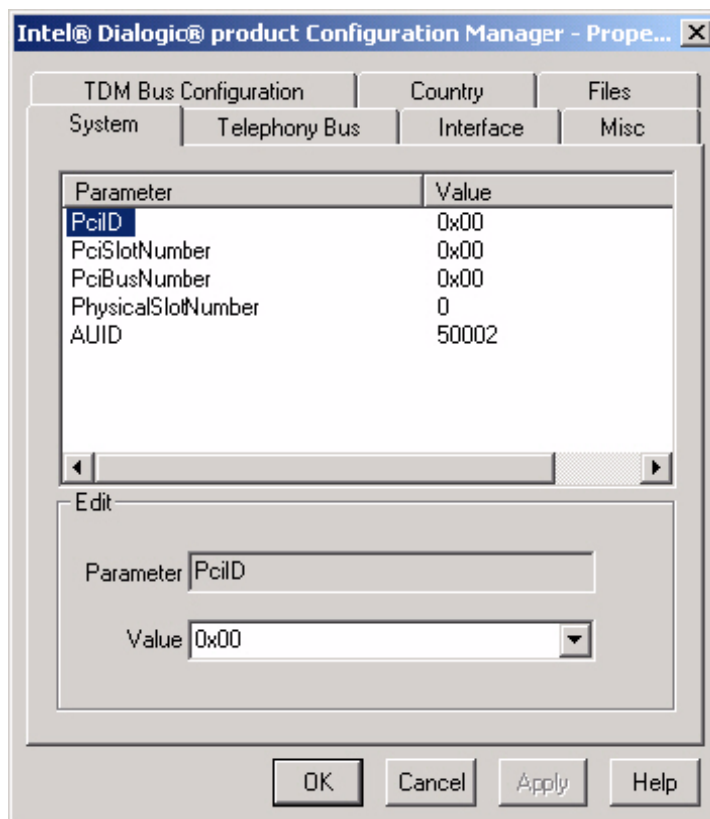 Intel® Dialogic® product Configuration Manager - Prope...
TDM Bus Configuration Country Files
System Telephony Bus Interface Misc
Parameter Value
PciID 0x00
PciSlotNumber 0x00
PciBusNumber 0x00
PhysicalSlotNumber 0
AUID 50002
Edit
Parameter PciID
Value 0x00
OK Cancel Apply Help